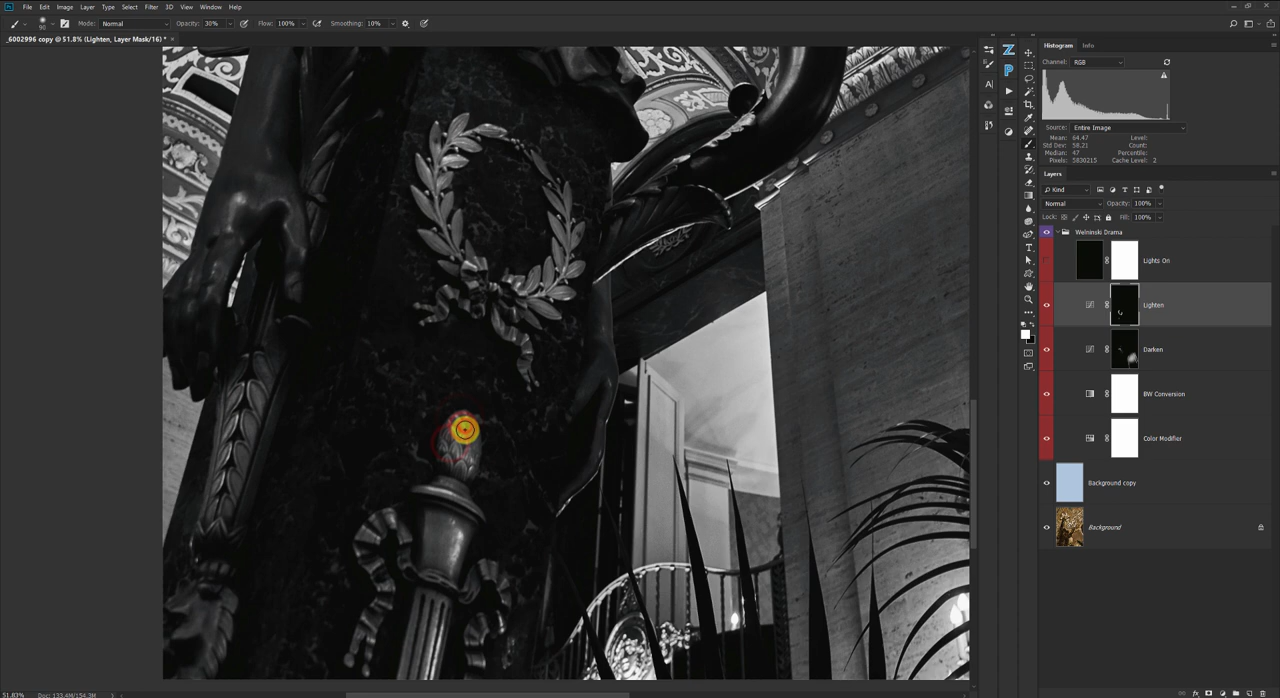 File Edit Image Layer Type Select Filter 3D View Window Help
90 Mode: Normal Opacity: 30% Flow: 100% Smoothing: 10%
_6002996 copy @ 51.8% (Lighten, Layer Mask/16) *
Histogram Info
Channel: RGB
Source: Entire Image
Mean: 64.47 Level:
Std Dev: 58.21 Count:
Median: 47 Percentile:
Pixels: 5830215 Cache Level: 2
Layers
Kind
Normal Opacity: 100%
Lock: Fill: 100%
Welninski Drama
Lights On
Lighten
Darken
BW Conversion
Color Modifier
Background copy
Background
51.83% Doc: 133.4M/154.3M